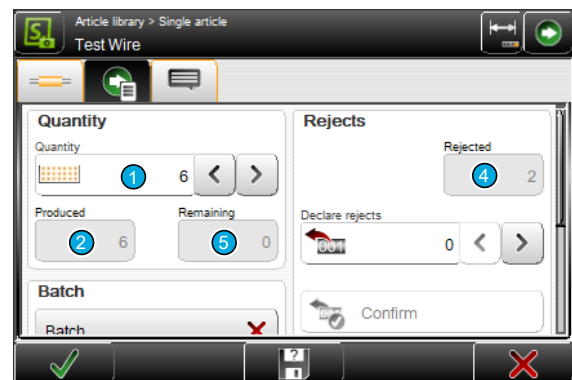 Article library > Single article
Test Wire
Quantity
Quantity
1
6
Produced
2
6
Remaining
5
0
Batch
Batch
Rejects
Rejected
4
2
Declare rejects
0
Confirm